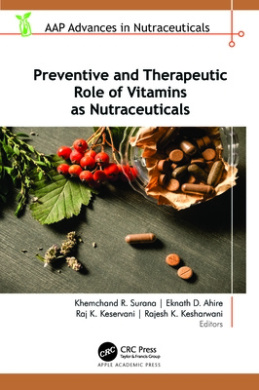 AAP Advances in Nutraceuticals
Preventive and Therapeutic
Role of Vitamins
as Nutraceuticals
Khemchand R. Surana | Eknath D. Ahire
Raj K. Keservani | Rajesh K. Kesharwani
Editors
CRC
CRC Press
Taylor & Francis Group
APPLE ACADEMIC PRESS